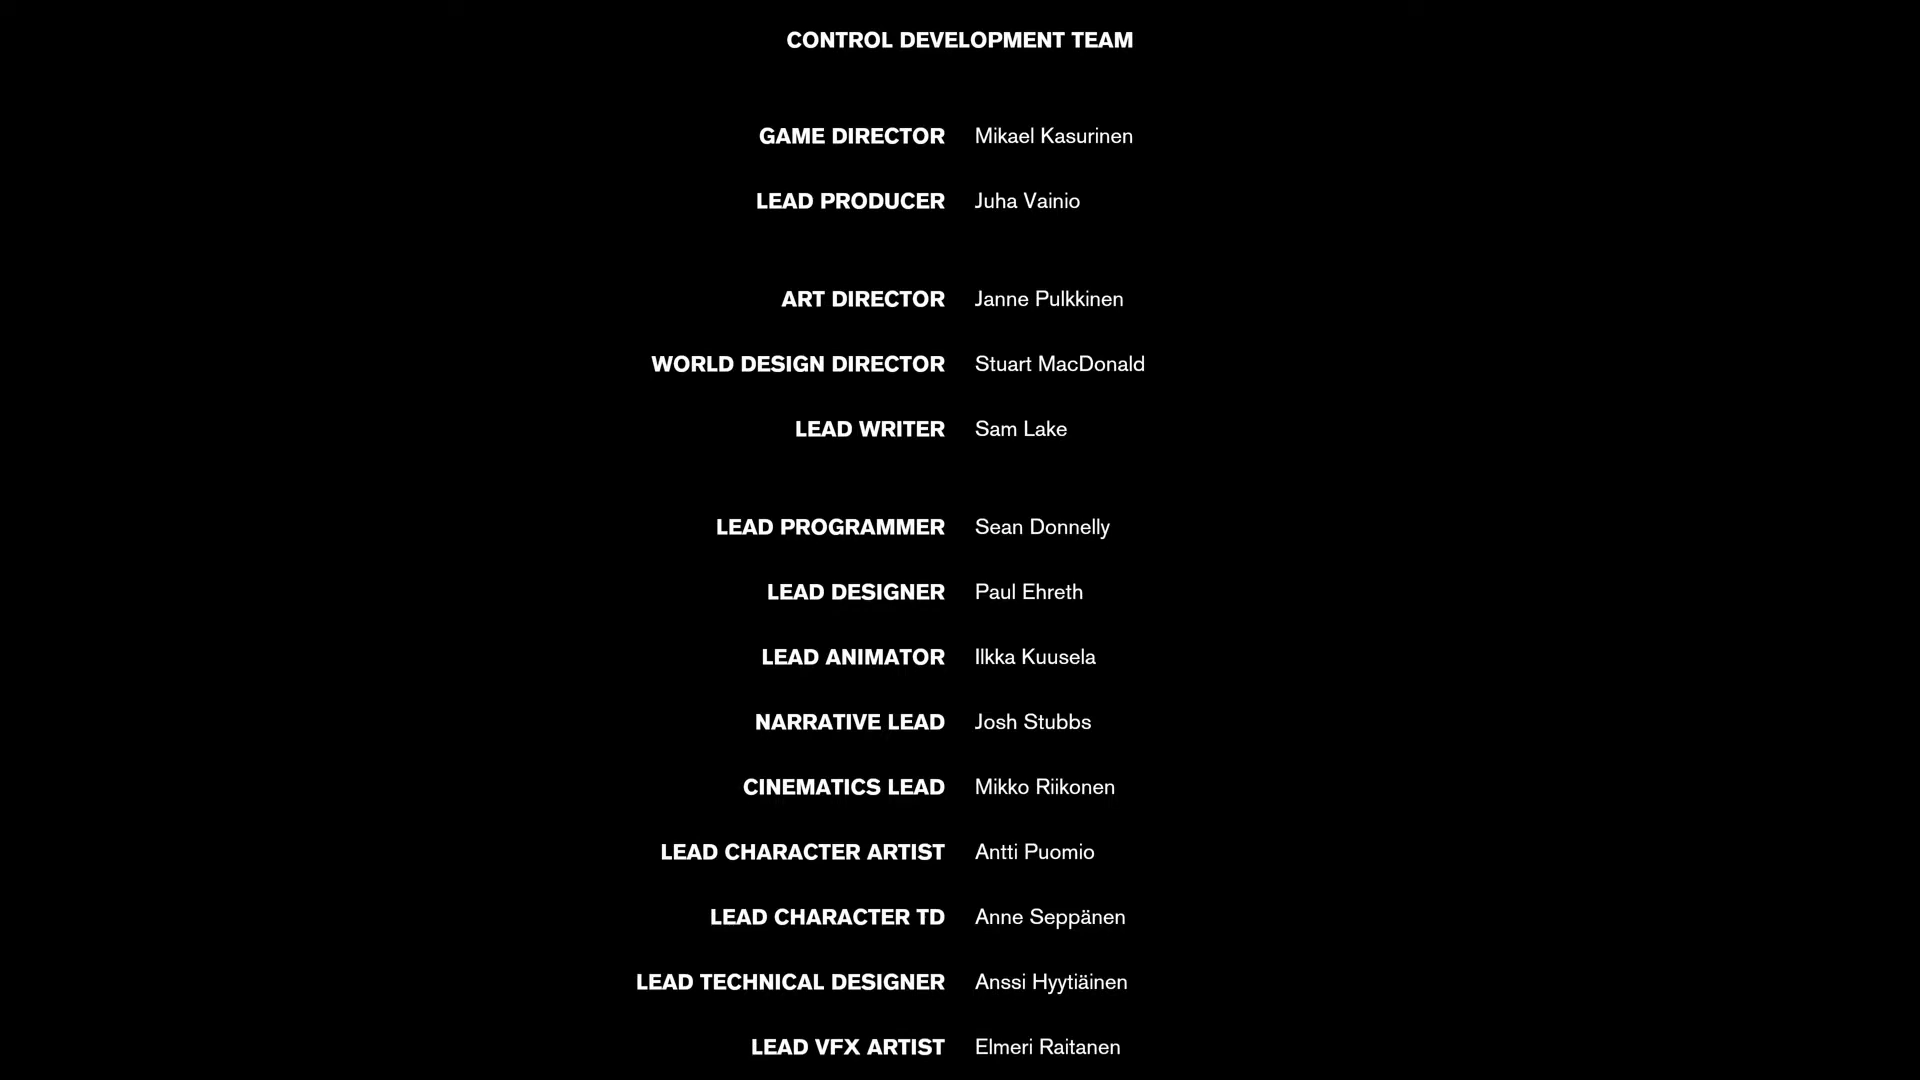 CONTROL DEVELOPMENT TEAM
GAME DIRECTOR Mikael Kasurinen
LEAD PRODUCER Juha Vainio
ART DIRECTOR Janne Pulkkinen
WORLD DESIGN DIRECTOR Stuart MacDonald
LEAD WRITER Sam Lake
LEAD PROGRAMMER Sean Donnelly
LEAD DESIGNER Paul Ehreth
LEAD ANIMATOR Ilkka Kuusela
NARRATIVE LEAD Josh Stubbs
CINEMATICS LEAD Mikko Riikonen
LEAD CHARACTER ARTIST Antti Puomio
LEAD CHARACTER TD Anne Seppänen
LEAD TECHNICAL DESIGNER Anssi Hyytiäinen
LEAD VFX ARTIST Elmeri Raitanen